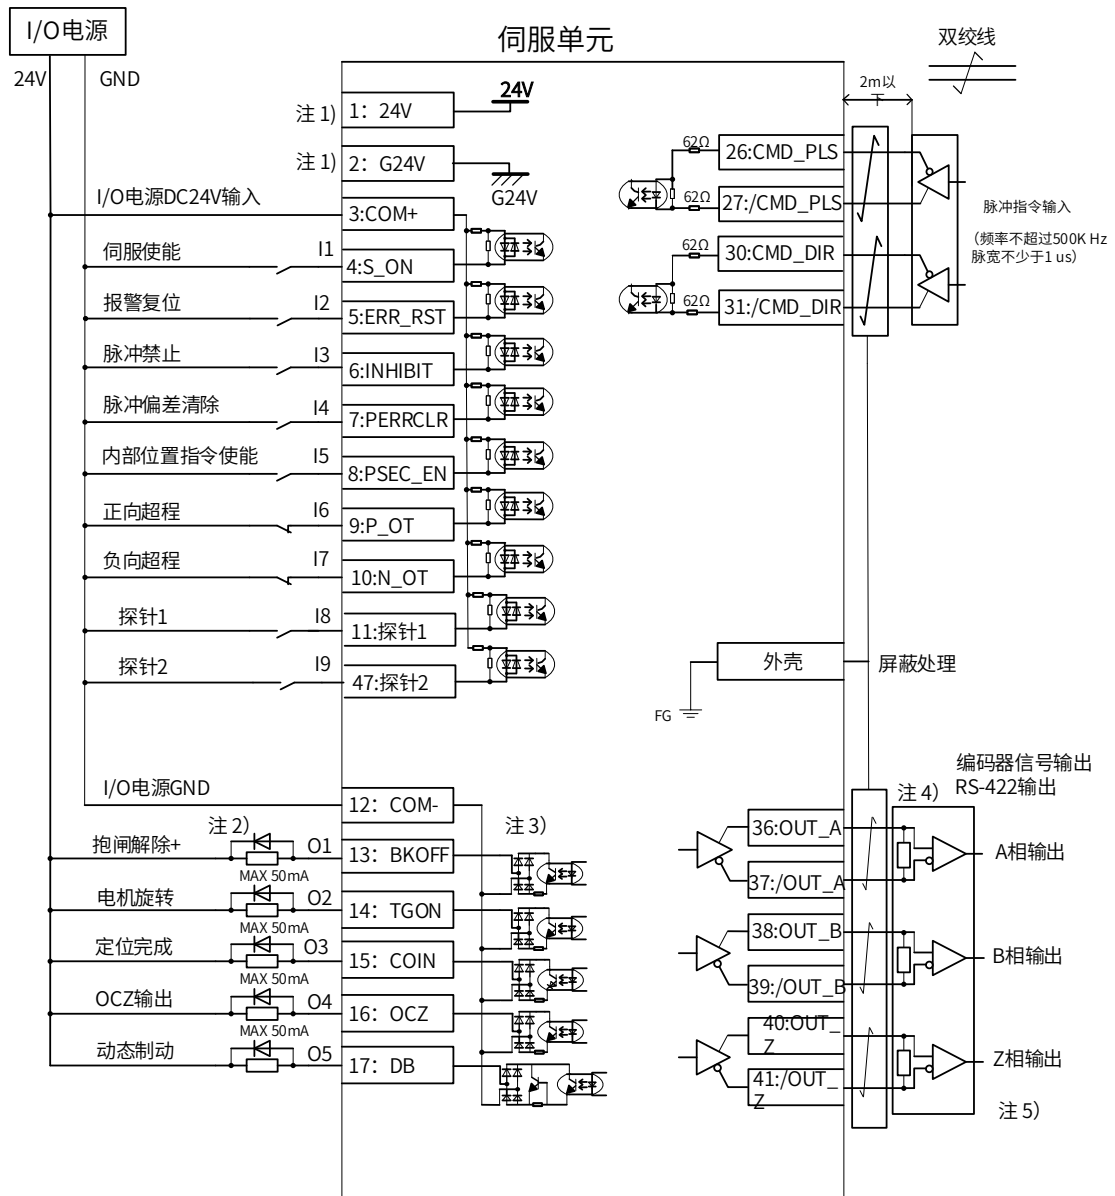 I/O电源
24V
GND
伺服单元
双绞线
2m以
下
24V
注 1)
1：24V
注 1)
2：G24V
G24V
I/O电源DC24V输入
3:COM+
伺服使能
I1
4:S_ON
报警复位
I2
5:ERR_RST
脉冲禁止
I3
6:INHIBIT
脉冲偏差清除
I4
7:PERRCLR
内部位置指令使能
I5
8:PSEC_EN
正向超程
I6
9:P_OT
负向超程
I7
10:N_OT
探针1
I8
11:探针1
探针2
I9
47:探针2
62Ω
26:CMD_PLS
62Ω
27:/CMD_PLS
62Ω
30:CMD_DIR
62Ω
31:/CMD_DIR
脉冲指令输入
（频率不超过500K Hz
脉宽不少于1 us）
外壳
屏蔽处理
FG
I/O电源GND
12：COM-
注 2）
注 3）
抱闸解除+
O1
13：BKOFF
MAX 50mA
电机旋转
O2
14：TGON
MAX 50mA
定位完成
O3
15：COIN
MAX 50mA
OCZ输出
O4
16：OCZ
MAX 50mA
动态制动
O5
17：DB
编码器信号输出
RS-422输出
注 4）
36:OUT_A
37:/OUT_A
A相输出
38:OUT_B
39:/OUT_B
B相输出
40:OUT_
Z
41:/OUT_
Z
Z相输出
注 5）